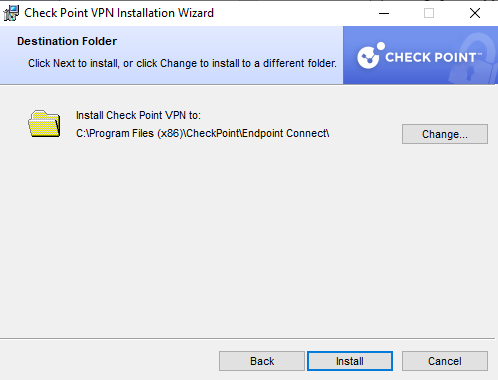 Check Point VPN Installation Wizard
Destination Folder
Click Next to install, or click Change to install to a different folder.
CHECK POINT™
Install Check Point VPN to:
C:\Program Files (x86)\CheckPoint\Endpoint Connect\
Change...
Back
Install
Cancel